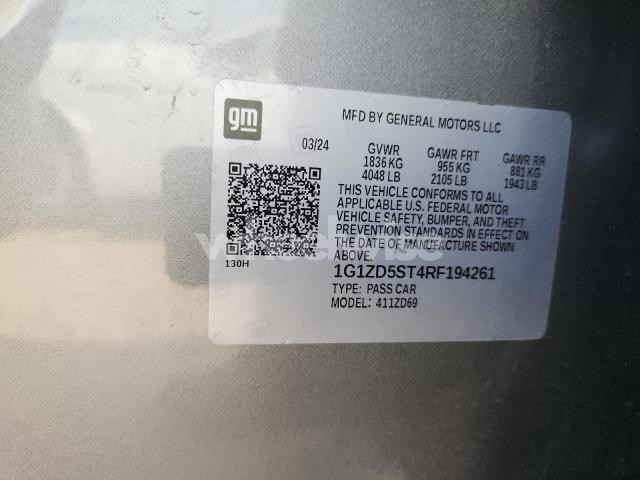 gm
MFD BY GENERAL MOTORS LLC
03/24
GVWR GAWR FRT GAWR RR
1836 KG 955 KG 881 KG
4048 LB 2105 LB 1943 LB
THIS VEHICLE CONFORMS TO ALL
APPLICABLE U.S. FEDERAL MOTOR
VEHICLE SAFETY, BUMPER, AND THEFT
PREVENTION STANDARDS IN EFFECT ON
THE DATE OF MANUFACTURE SHOWN
ABOVE.
130H
1G1ZD5ST4RF194261
TYPE: PASS CAR
MODEL: 411ZD69